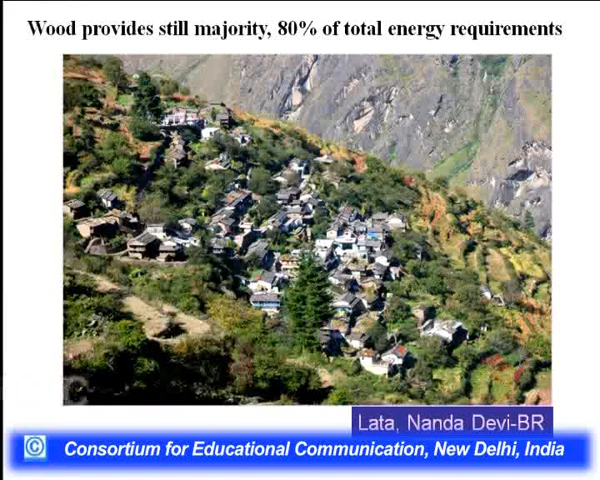 Wood provides still majority, 80% of total energy requirements
Lata, Nanda Devi-BR
© Consortium for Educational Communication, New Delhi, India